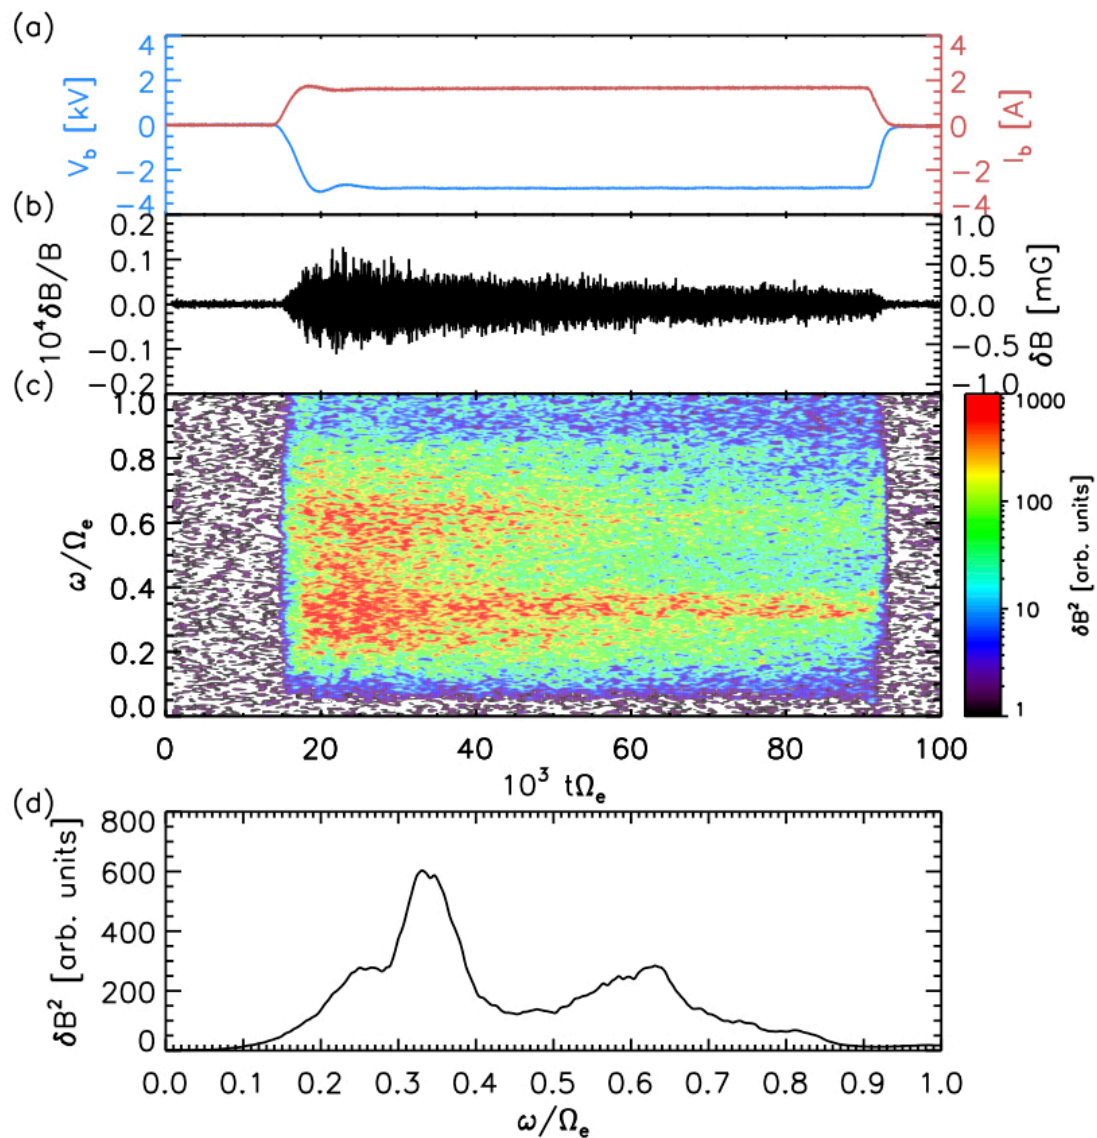 (a)
4 2 0 −2 −4
V_b [kV]
4 2 0 −2 −4
I_b [A]
(b)
0.2 0.1 0.0 −0.1 −0.2
10⁴δB/B
1.0 0.5 0.0 −0.5 −1.0
δB [mG]
(c)
1.0 0.8 0.6 0.4 0.2 0.0
ω/Ω_e
1000 100 10 1
δB² [arb. units]
0 20 40 60 80 100
10³ tΩ_e
(d)
800 600 400 200 0
δB² [arb. units]
0.0 0.1 0.2 0.3 0.4 0.5 0.6 0.7 0.8 0.9 1.0
ω/Ω_e